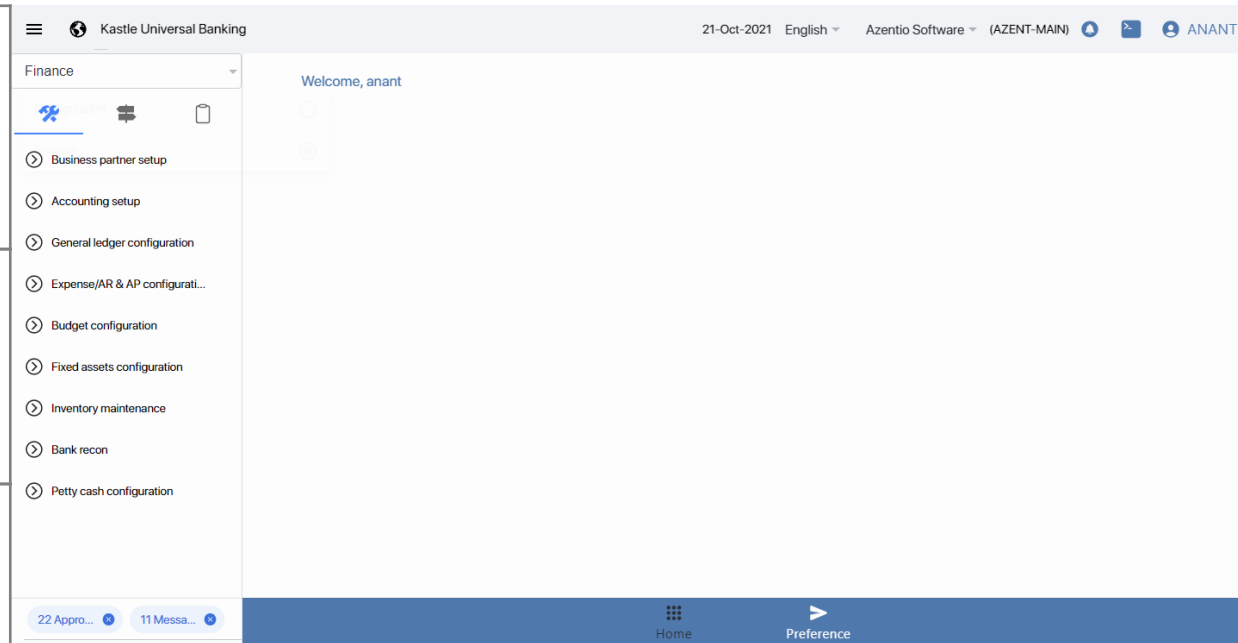 Kastle Universal Banking
21-Oct-2021 English Azentio Software (AZENT-MAIN) ANANT
Finance
Welcome, anant
Business partner setup
Accounting setup
General ledger configuration
Expense/AR & AP configurati...
Budget configuration
Fixed assets configuration
Inventory maintenance
Bank recon
Petty cash configuration
22 Appro... 11 Messa...
Home Preference